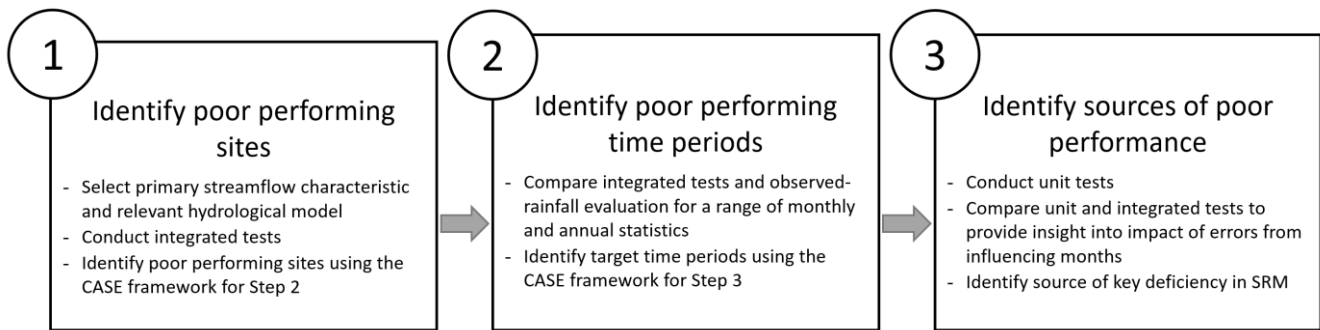 1
Identify poor performing
sites
- Select primary streamflow characteristic
and relevant hydrological model
- Conduct integrated tests
- Identify poor performing sites using the
CASE framework for Step 2
2
Identify poor performing
time periods
- Compare integrated tests and observed-
rainfall evaluation for a range of monthly
and annual statistics
- Identify target time periods using the
CASE framework for Step 3
3
Identify sources of poor
performance
- Conduct unit tests
- Compare unit and integrated tests to
provide insight into impact of errors from
influencing months
- Identify source of key deficiency in SRM